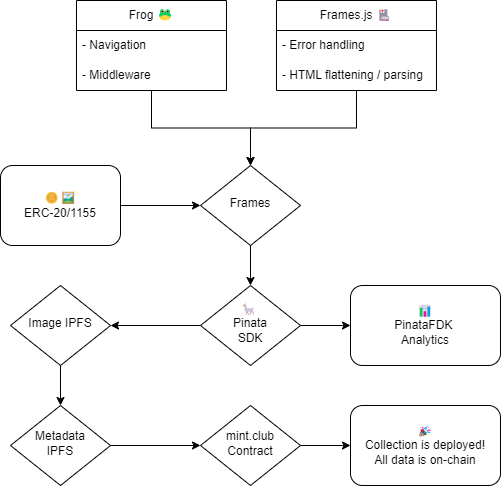 Frog 🐸
- Navigation
- Middleware
Frames.js 💾
- Error handling
- HTML flattening / parsing
🪙 🖼️
ERC-20/1155
Frames
Image IPFS
🦙
Pinata
SDK
📊
PinataFDK
Analytics
Metadata
IPFS
mint.club
Contract
🎉
Collection is deployed!
All data is on-chain